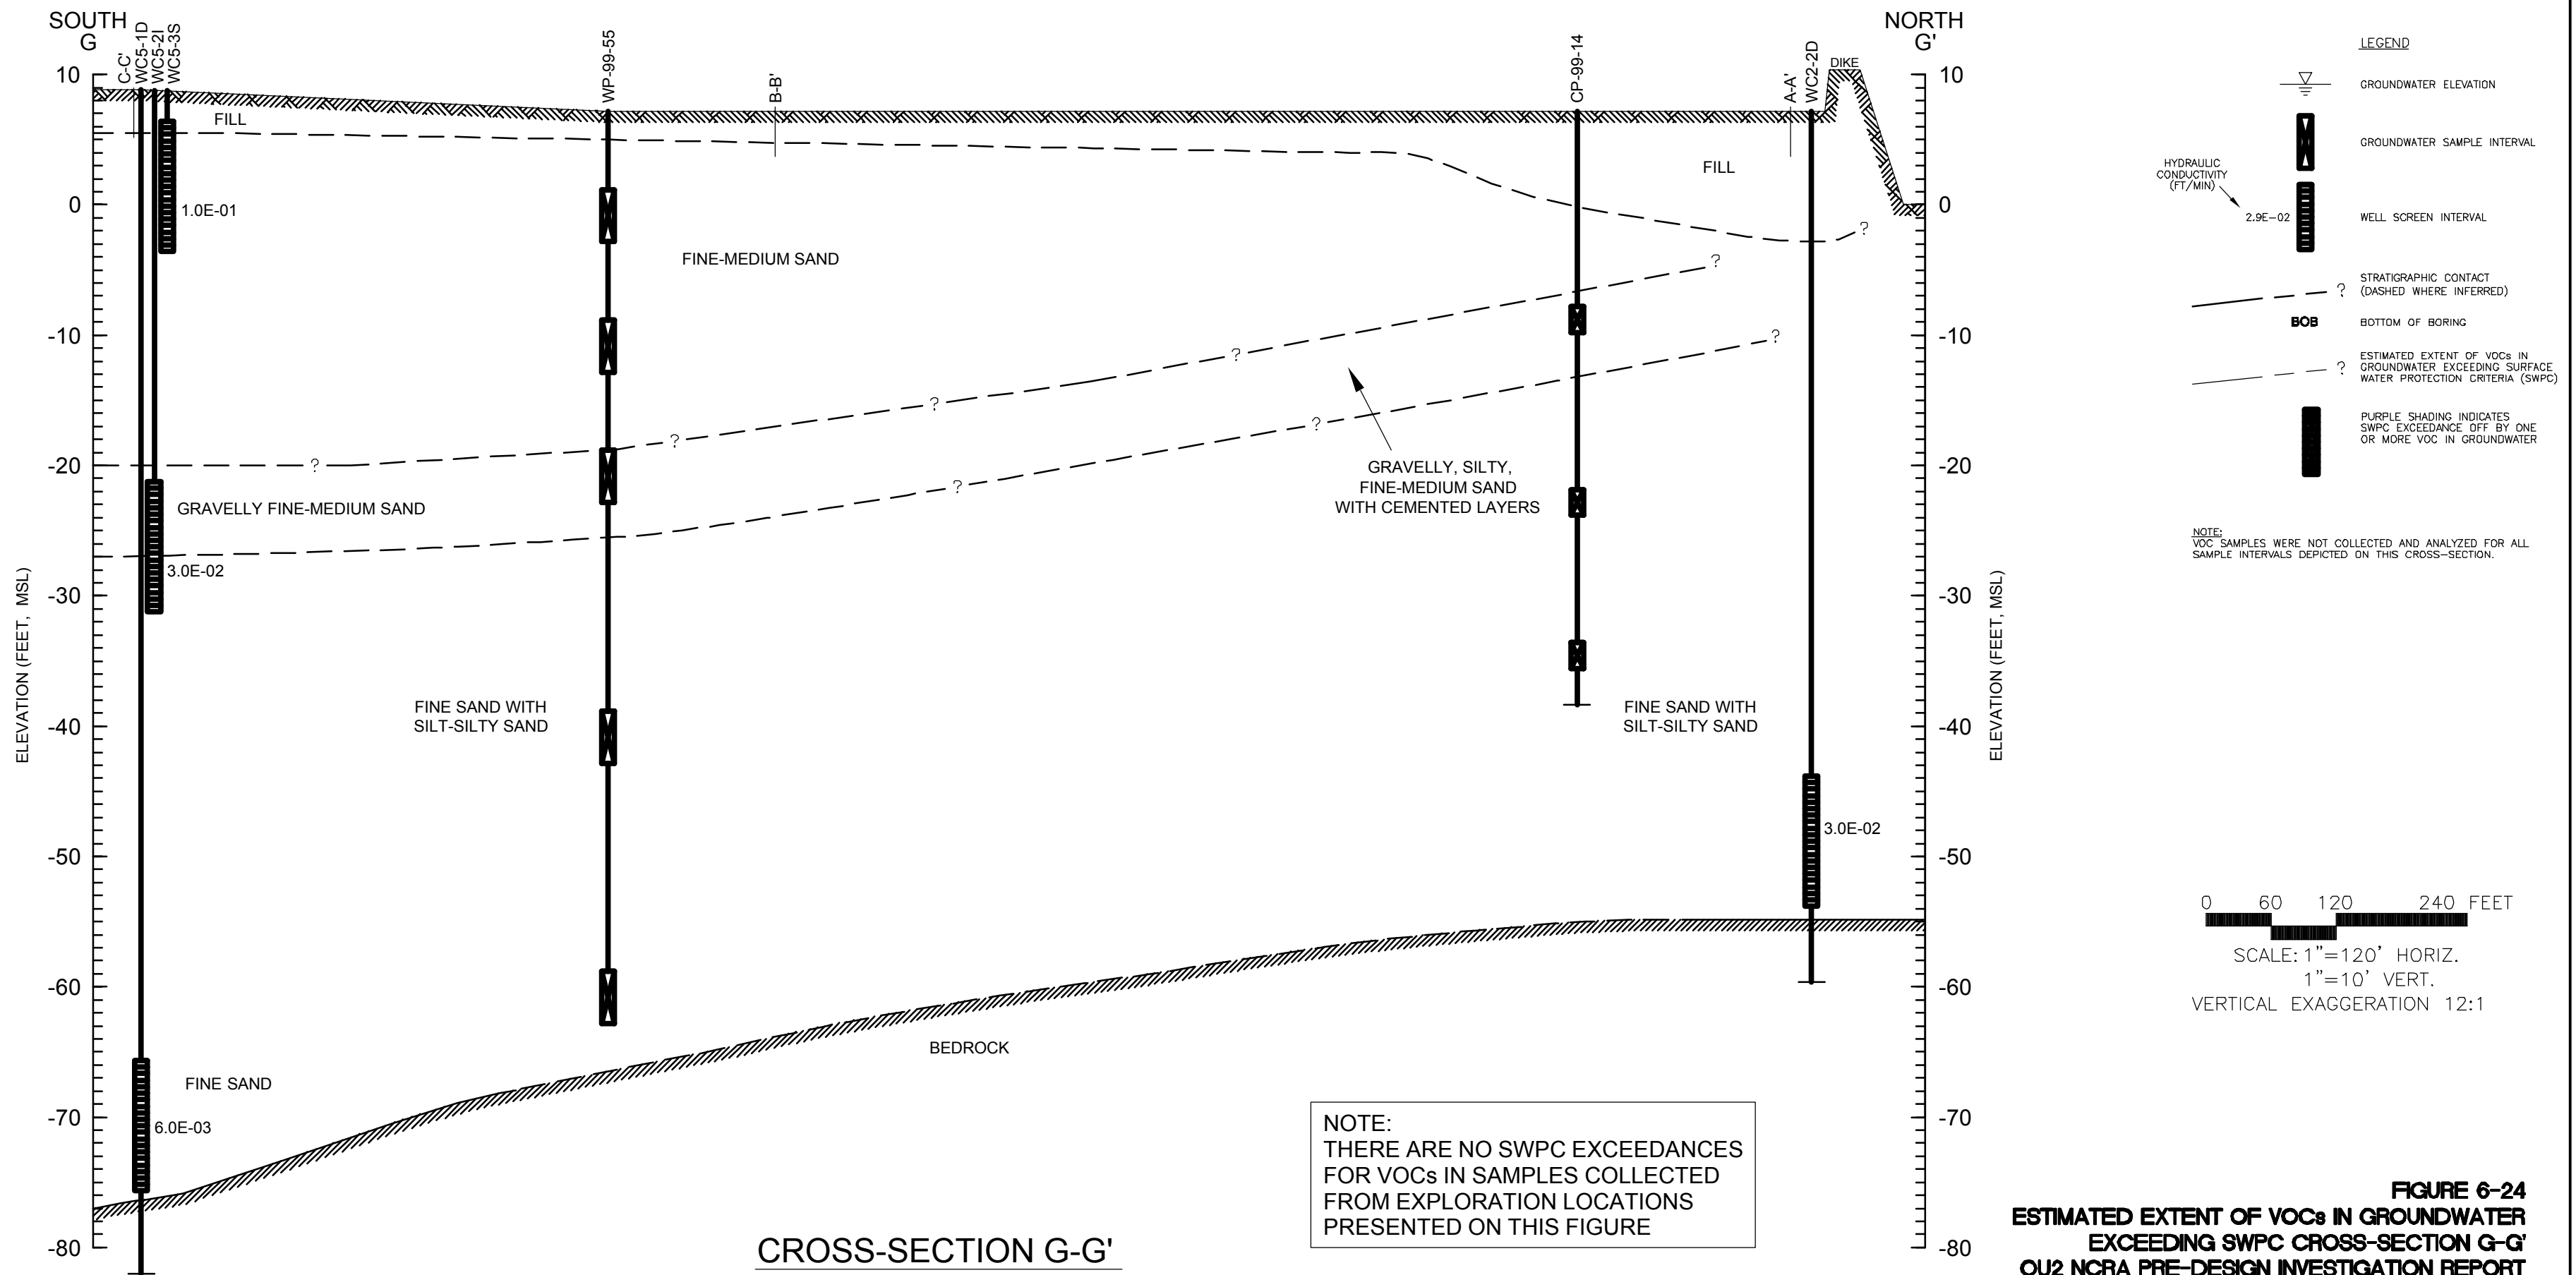 SOUTH
G
C-C'
WC5-1D
WC5-2I
WC5-3S
WP-99-55
B-B'
CP-99-14
A-A'
WC2-2D
NORTH
G'
DIKE
10
0
-10
-20
-30
-40
-50
-60
-70
-80
ELEVATION (FEET, MSL)
FILL
1.0E-01
FINE-MEDIUM SAND
FILL
?
?
?
?
?
?
?
?
?
GRAVELLY FINE-MEDIUM SAND
3.0E-02
GRAVELLY, SILTY,
FINE-MEDIUM SAND
WITH CEMENTED LAYERS
FINE SAND WITH
SILT-SILTY SAND
FINE SAND WITH
SILT-SILTY SAND
3.0E-02
BEDROCK
FINE SAND
6.0E-03
10
0
-10
-20
-30
-40
-50
-60
-70
-80
ELEVATION (FEET, MSL)
NOTE:
THERE ARE NO SWPC EXCEEDANCES
FOR VOCs IN SAMPLES COLLECTED
FROM EXPLORATION LOCATIONS
PRESENTED ON THIS FIGURE
CROSS-SECTION G-G'
LEGEND
GROUNDWATER ELEVATION
GROUNDWATER SAMPLE INTERVAL
HYDRAULIC
CONDUCTIVITY
(FT/MIN)
2.9E-02
WELL SCREEN INTERVAL
?
STRATIGRAPHIC CONTACT
(DASHED WHERE INFERRED)
BOB
BOTTOM OF BORING
?
ESTIMATED EXTENT OF VOCs IN
GROUNDWATER EXCEEDING SURFACE
WATER PROTECTION CRITERIA (SWPC)
PURPLE SHADING INDICATES
SWPC EXCEEDANCE OFF BY ONE
OR MORE VOC IN GROUNDWATER
NOTE:
VOC SAMPLES WERE NOT COLLECTED AND ANALYZED FOR ALL
SAMPLE INTERVALS DEPICTED ON THIS CROSS-SECTION.
0 60 120 240 FEET
SCALE: 1"=120' HORIZ.
1"=10' VERT.
VERTICAL EXAGGERATION 12:1
FIGURE 6-24
ESTIMATED EXTENT OF VOCs IN GROUNDWATER
EXCEEDING SWPC CROSS-SECTION G-G'
OU2 NCRA PRE-DESIGN INVESTIGATION REPORT